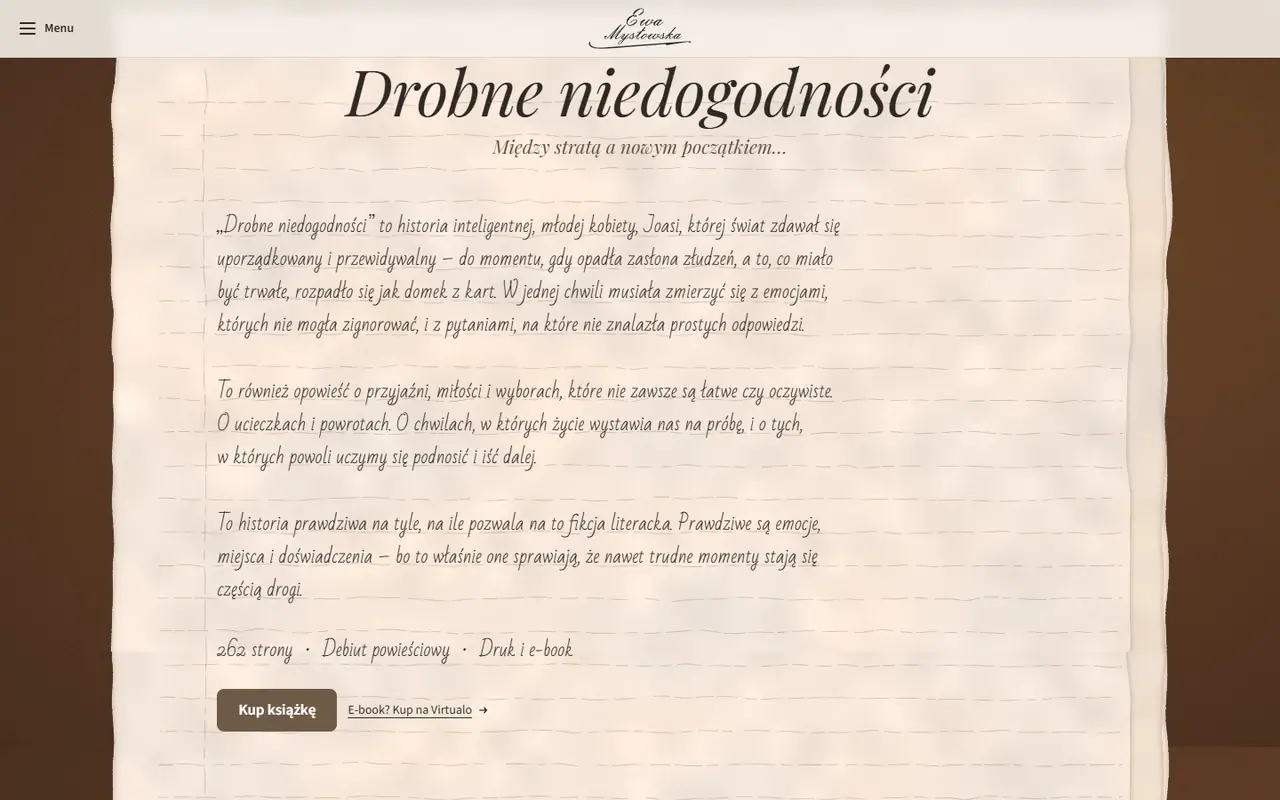 Menu
Ewa
Mysłowska
Drobne niedogodności
Między stratą a nowym początkiem...
„Drobne niedogodności” to historia inteligentnej, młodej kobiety, Joasi, której świat zdawał się
uporządkowany i przewidywalny – do momentu, gdy opadła zasłona złudzeń, a to, co miało
być trwałe, rozpadło się jak domek z kart. W jednej chwili musiała zmierzyć się z emocjami,
których nie mogła zignorować, i z pytaniami, na które nie znalazła prostych odpowiedzi.
To również opowieść o przyjaźni, miłości i wyborach, które nie zawsze są łatwe czy oczywiste.
O ucieczkach i powrotach. O chwilach, w których życie wystawia nas na próbę, i o tych,
w których powoli uczymy się podnosić i iść dalej.
To historia prawdziwa na tyle, na ile pozwala na to fikcja literacka. Prawdziwe są emocje,
miejsca i doświadczenia – bo to właśnie one sprawiają, że nawet trudne momenty stają się
częścią drogi.
262 strony · Debiut powieściowy · Druk i e-book
Kup książkę E-book? Kup na Virtualo →